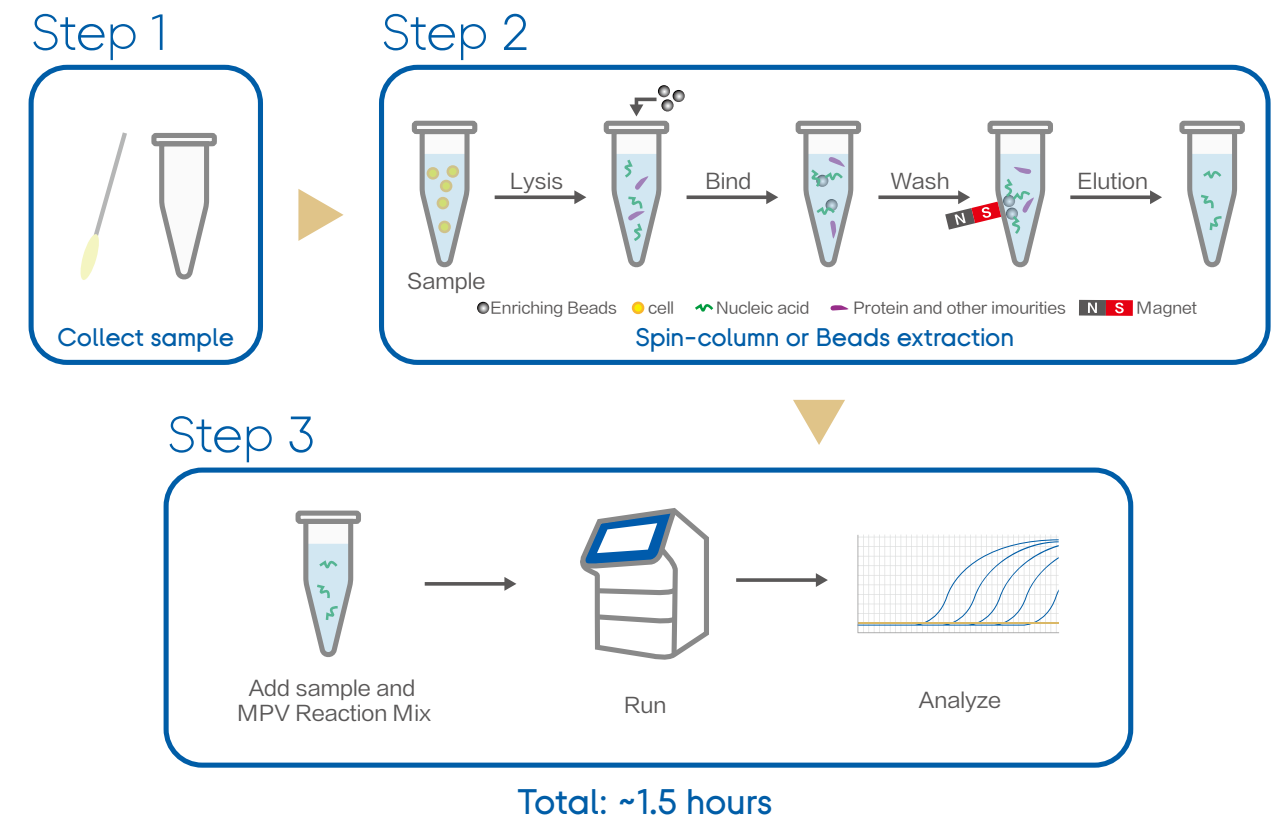 Step 1
Collect sample
Step 2
Lysis
Bind
Wash
N S
Elution
Sample
Enriching Beads cell Nucleic acid Protein and other imourities N S Magnet
Spin-column or Beads extraction
Step 3
Add sample and
MPV Reaction Mix
Run
Analyze
Total: ~1.5 hours